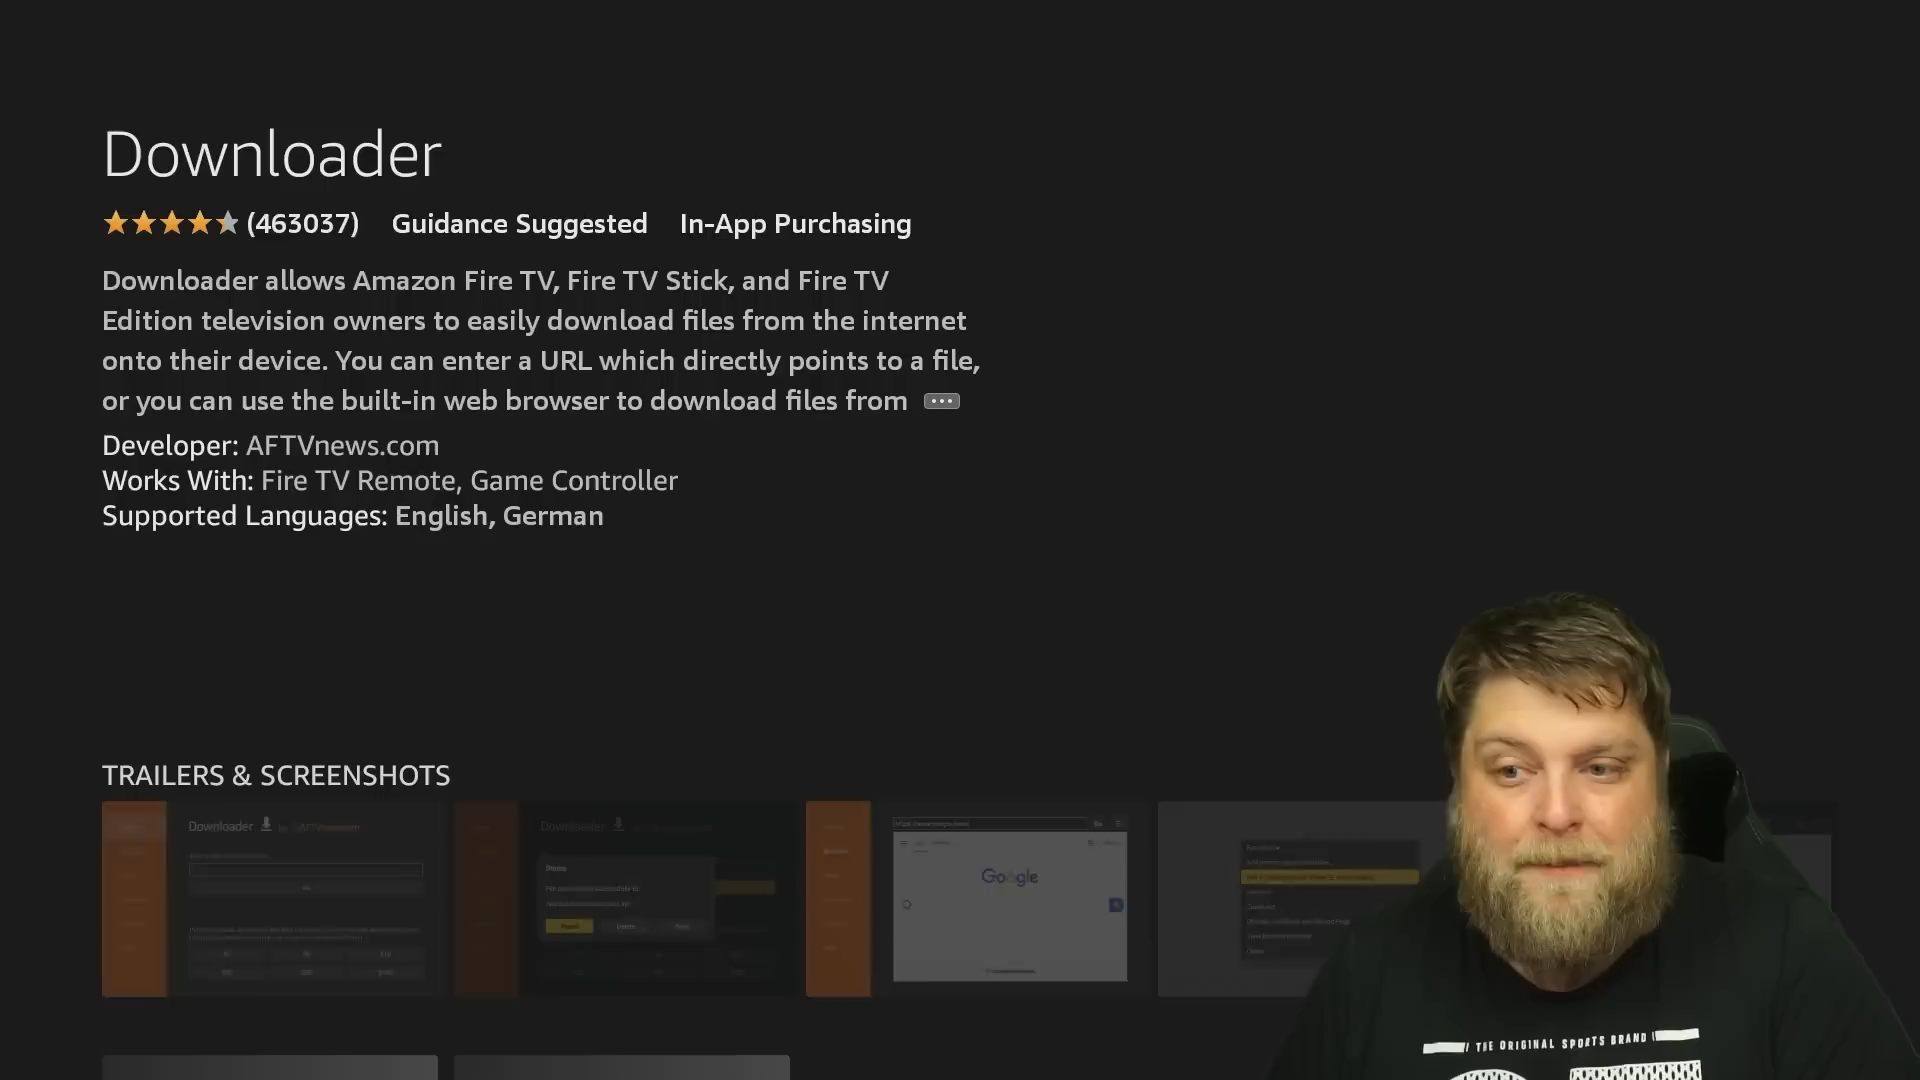 Downloader
(463037) Guidance Suggested In-App Purchasing
Downloader allows Amazon Fire TV, Fire TV Stick, and Fire TV
Edition television owners to easily download files from the internet
onto their device. You can enter a URL which directly points to a file,
or you can use the built-in web browser to download files from
Developer: AFTVnews.com
Works With: Fire TV Remote, Game Controller
Supported Languages: English, German
TRAILERS & SCREENSHOTS
Downloader
Downloader
Google
THE ORIGINAL SPORTS BRAND